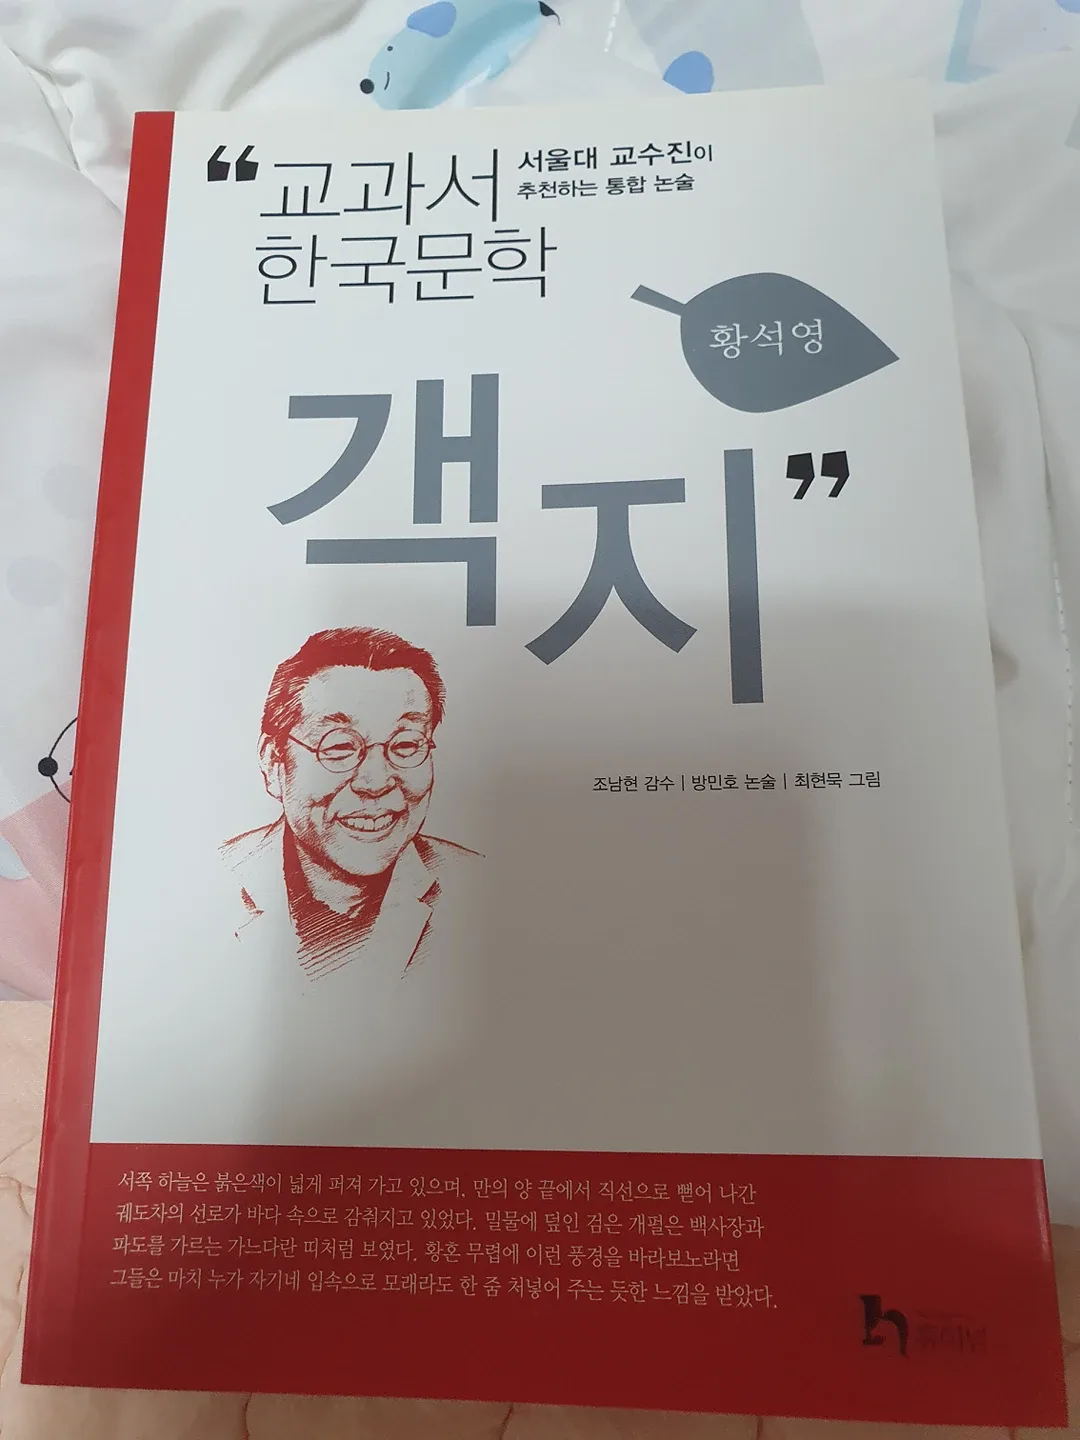 “교과서
한국문학
서울대 교수진이
추천하는 통합 논술
황석영
객지”
조남현 감수 | 방민호 논술 | 최현묵 그림
서쪽 하늘은 붉은색이 넓게 퍼져 가고 있으며, 만의 양 끝에서 직선으로 뻗어 나간
궤도차의 선로가 바다 속으로 감춰지고 있었다. 밀물에 덮인 검은 개펄은 백사장과
파도를 가르는 가느다란 띠처럼 보였다. 황혼 무렵에 이런 풍경을 바라보노라면
그들은 마치 누가 자기네 입속으로 모래라도 한 줌 처넣어 주는 듯한 느낌을 받았다.
휴이넘